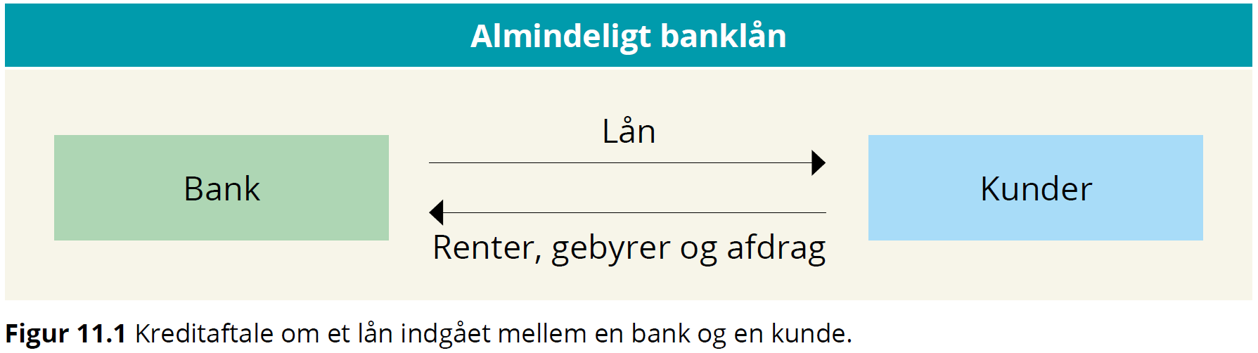 Almindeligt banklån
Lån
Bank
Kunder
Renter, gebyrer og afdrag
Figur 11.1 Kreditaftale om et lån indgået mellem en bank og en kunde.